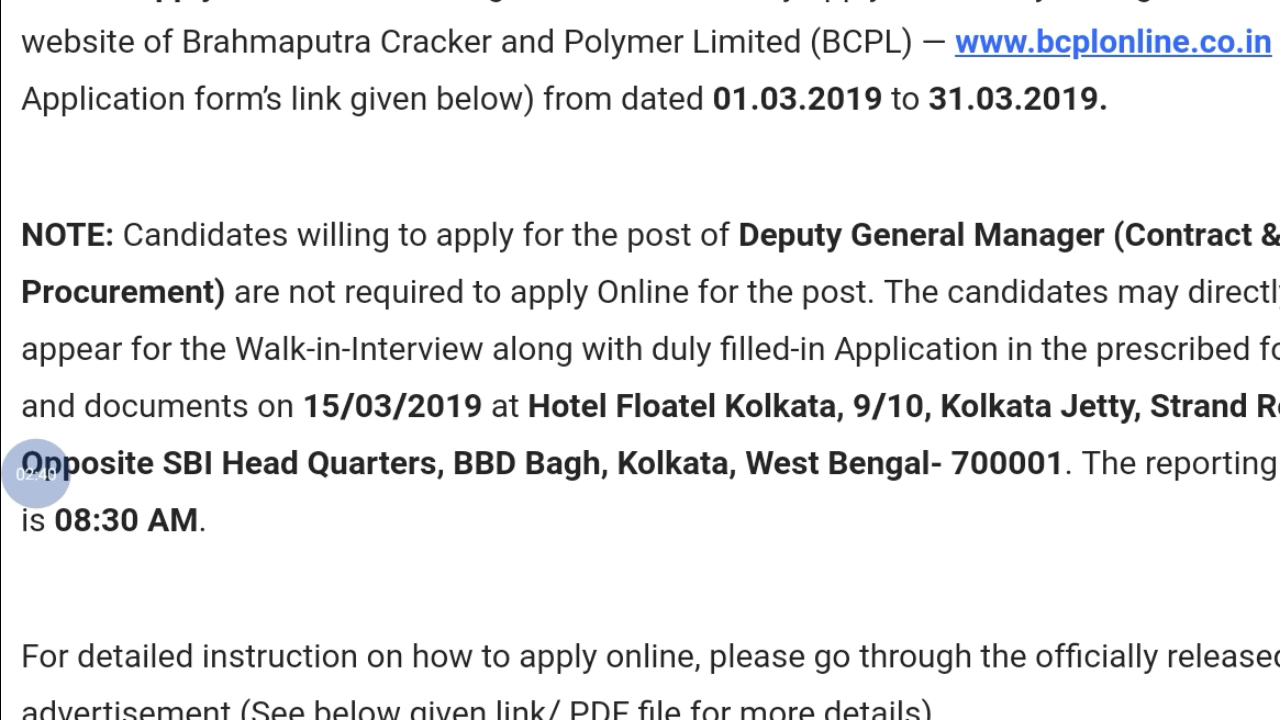 website of Brahmaputra Cracker and Polymer Limited (BCPL) — www.bcplonline.co.in
Application form's link given below) from dated 01.03.2019 to 31.03.2019.
NOTE: Candidates willing to apply for the post of Deputy General Manager (Contract &
Procurement) are not required to apply Online for the post. The candidates may directly
appear for the Walk-in-Interview along with duly filled-in Application in the prescribed
and documents on 15/03/2019 at Hotel Floatel Kolkata, 9/10, Kolkata Jetty, Strand
Opposite SBI Head Quarters, BBD Bagh, Kolkata, West Bengal- 700001. The reporting
02:40
is 08:30 AM.
For detailed instruction on how to apply online, please go through the officially released
advertisement (See below given link/ PDF file for more details)